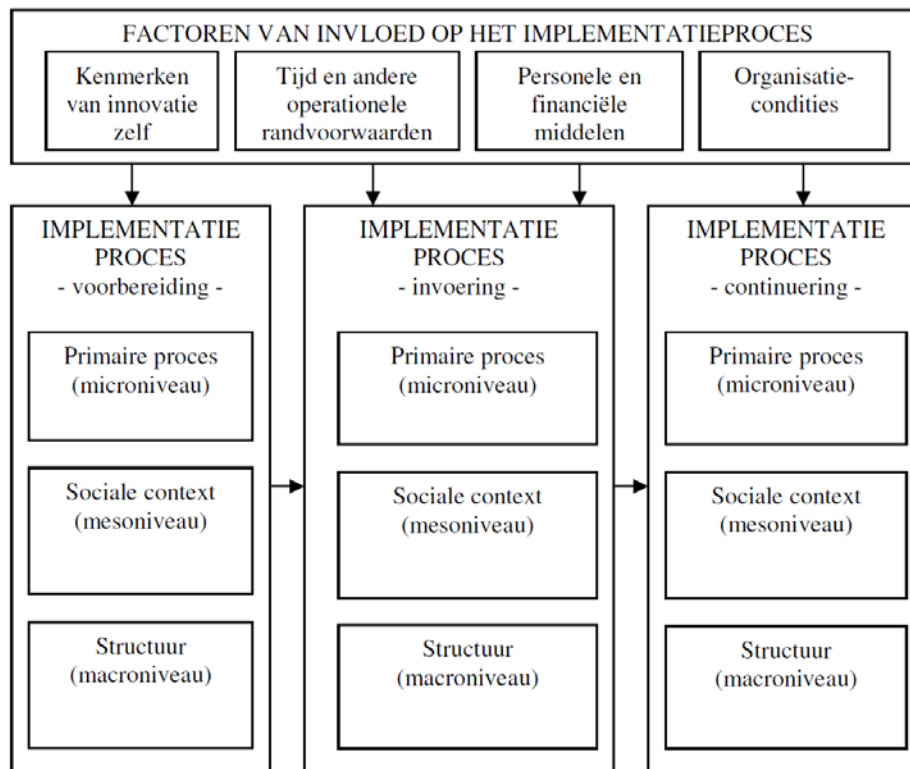 FACTOREN VAN INVLOED OP HET IMPLEMENTATIEPROCES
Kenmerken
van innovatie
zelf
Tijd en andere
operationele
randvoorwaarden
Personele en
financiële
middelen
Organisatie-
condities
IMPLEMENTATIE
PROCES
- voorbereiding -
Primaire proces
(microniveau)
Sociale context
(mesoniveau)
Structuur
(macroniveau)
IMPLEMENTATIE
PROCES
- invoering -
Primaire proces
(microniveau)
Sociale context
(mesoniveau)
Structuur
(macroniveau)
IMPLEMENTATIE
PROCES
- continuering -
Primaire proces
(microniveau)
Sociale context
(mesoniveau)
Structuur
(macroniveau)